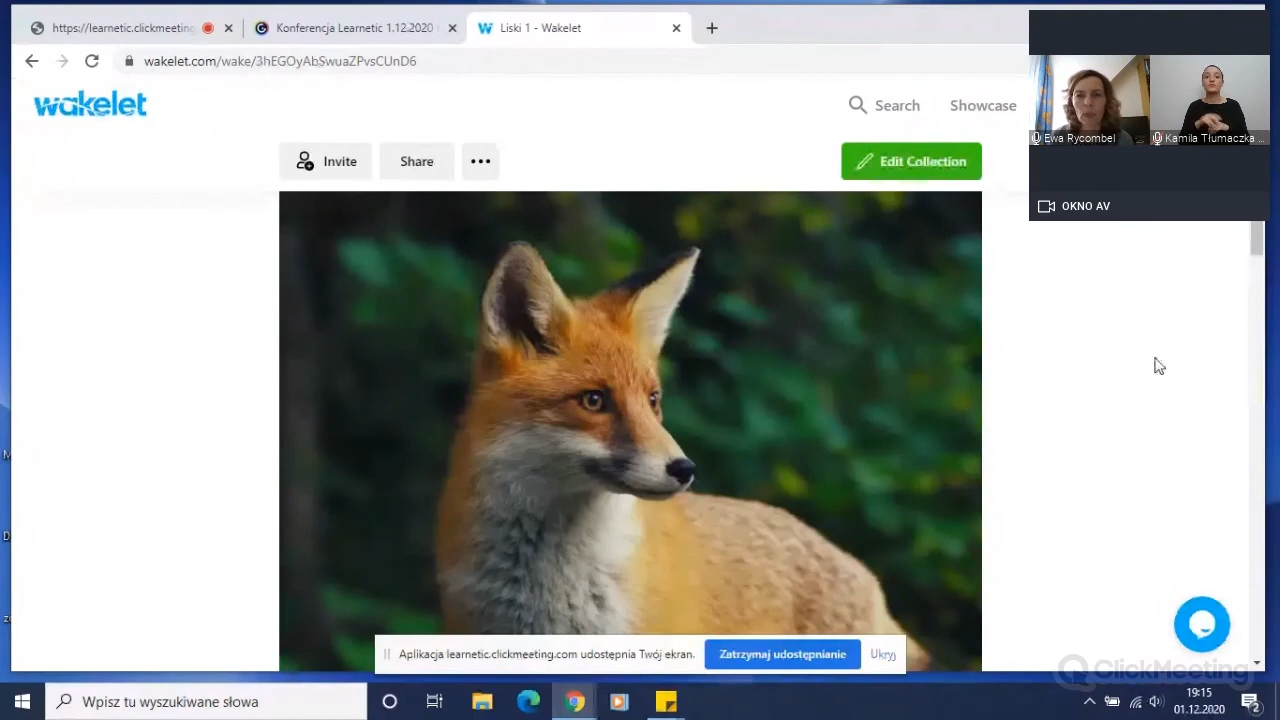 https://learnetic.clickmeeting
Konferencja Learnetic 1.12.2020
Liski 1 - Wakelet
wakelet.com/wake/3hEGOyAbSwuaZPvsCUnD6
wakelet
Search
Showcase
Invite
Share
Edit Collection
Ewa Rycombel
Kamila Tłumaczka ...
OKNO AV
Aplikacja learnetic.clickmeeting.com udostępnia Twój ekran.
Zatrzymaj udostępnianie
Ukryj
ClickMeeting
Wpisz tu wyszukiwane słowa
19:15
01.12.2020
2